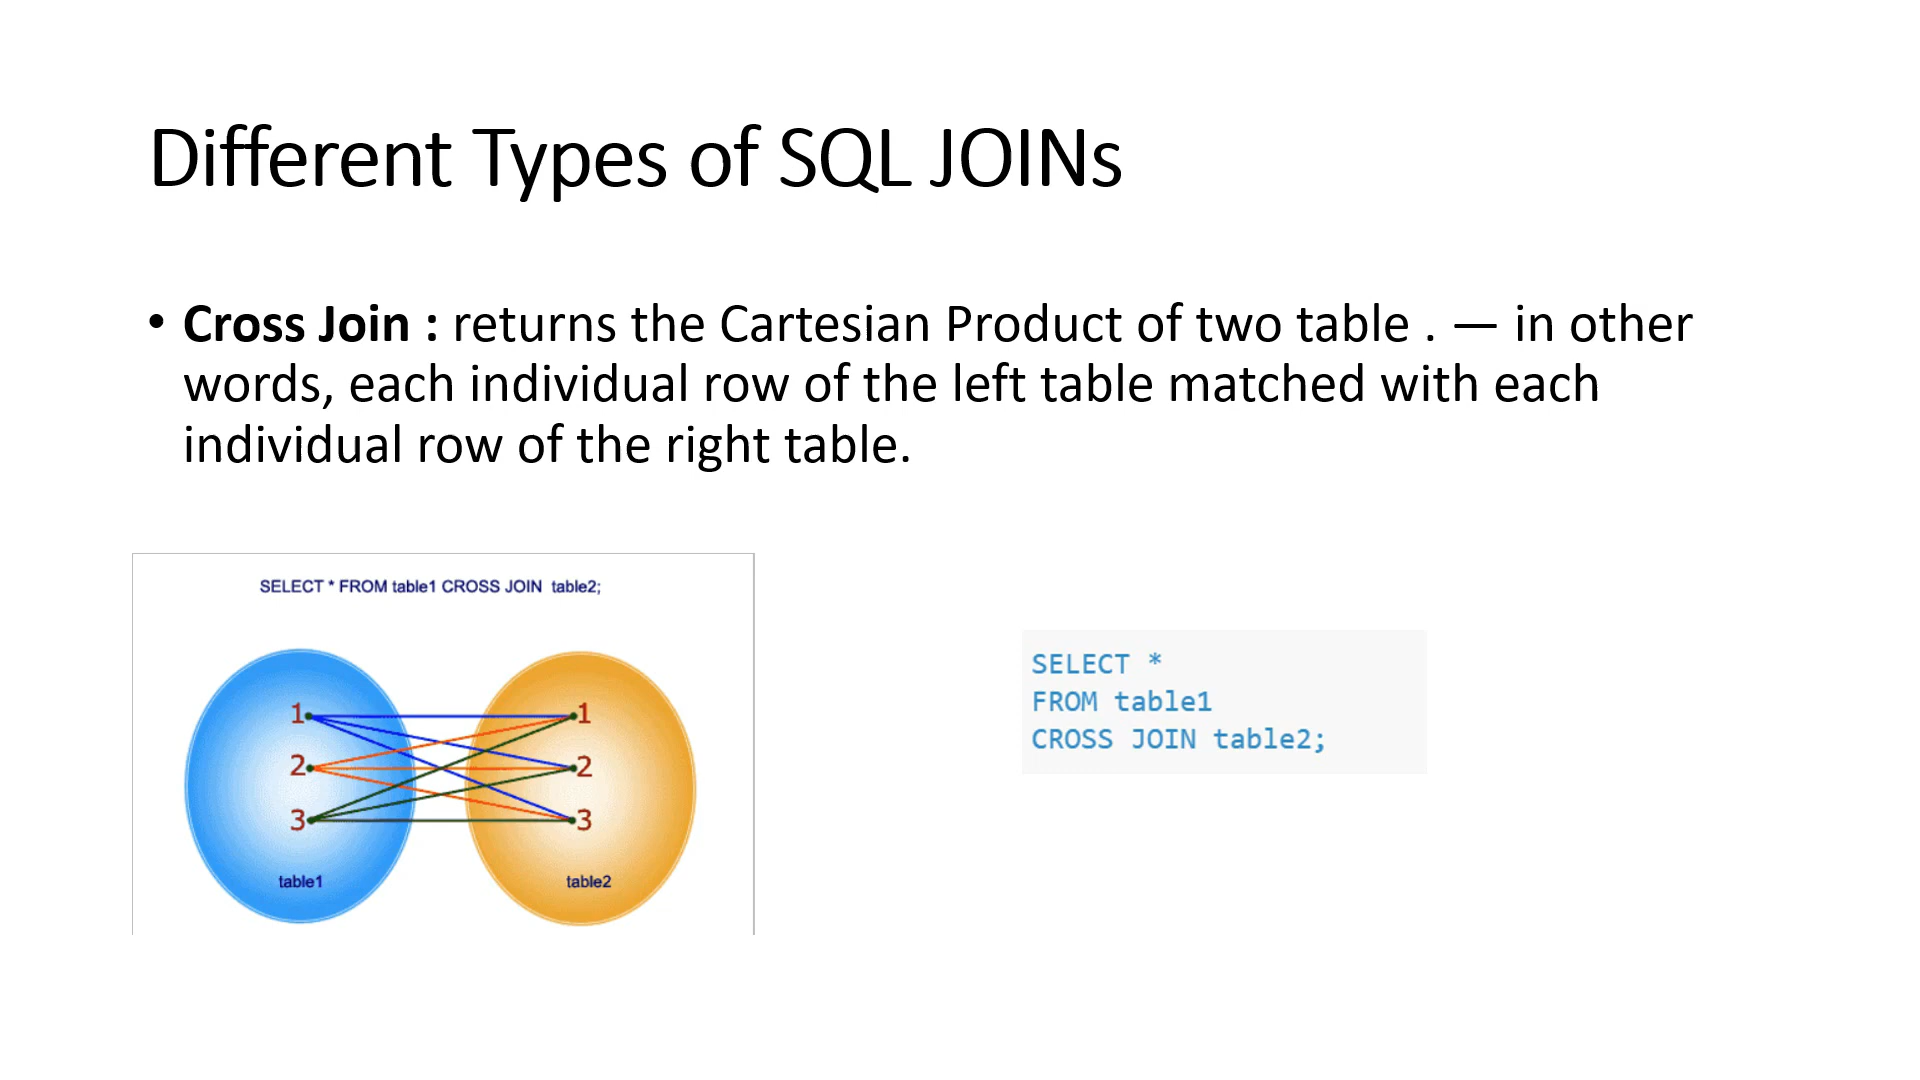 Different Types of SQL JOINs
• Cross Join : returns the Cartesian Product of two table . — in other
words, each individual row of the left table matched with each
individual row of the right table.
SELECT * FROM table1 CROSS JOIN  table2;
1 1
2 2
3 3
table1 table2
SELECT *
FROM table1
CROSS JOIN table2;